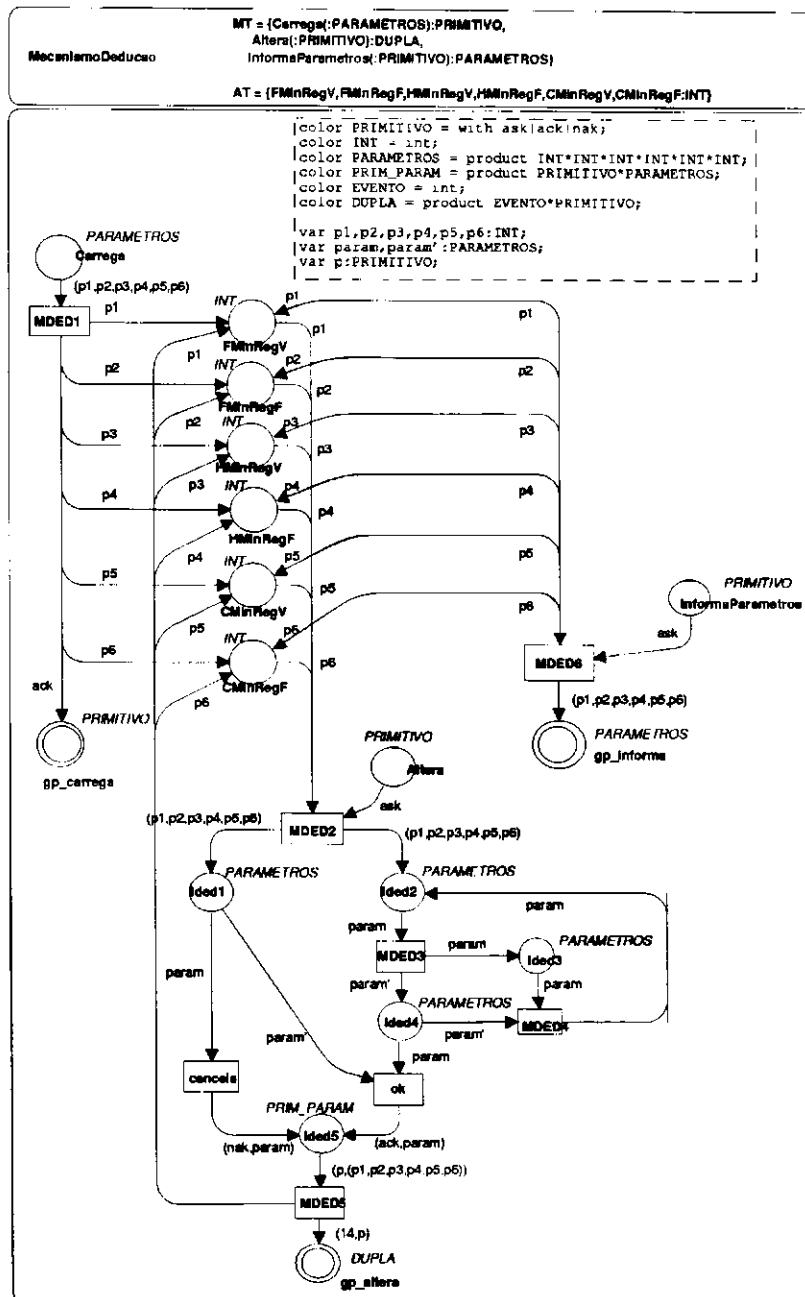 MT = {Carrega(:PARAMETROS):PRIMITIVO,
Altera(:PRIMITIVO):DUPLA,
MecanismoDeducao
InformaParametros(:PRIMITIVO):PARAMETROS}
AT = {FMinRegV,FMinRegF,HMinRegV,HMinRegF,CMinRegV,CMinRegF:INT}
color PRIMITIVO = with ask|ack|nak;
color INT = int;
color PARAMETROS = product INT*INT*INT*INT*INT*INT;
color PRIM_PARAM = product PRIMITIVO*PARAMETROS;
color EVENTO = int;
color DUPLA = product EVENTO*PRIMITIVO;
var p1,p2,p3,p4,p5,p6:INT;
var param,param':PARAMETROS;
var p:PRIMITIVO;
PARAMETROS
Carrega
(p1,p2,p3,p4,p5,p6)
MDED1
p1
INT
p1
p1
p1
p1
FMinRegV
INT
p2
p2
p2
p2
p2
FMinRegF
INT
p3
p3
p3
p3
p3
HMinRegV
INT
p4
p4
p4
p4
p4
HMinRegF
INT
p5
p5
p5
p5
p5
CMinRegV
INT
p6
p6
p6
p6
p6
CMinRegF
PRIMITIVO
InformaParametros
ask
MDED6
(p1,p2,p3,p4,p5,p6)
PARAMETROS
gp_informa
ack
PRIMITIVO
gp_carrega
PRIMITIVO
Altera
ask
(p1,p2,p3,p4,p5,p6)
MDED2
(p1,p2,p3,p4,p5,p6)
PARAMETROS
Ided1
PARAMETROS
Ided2
param
param
MDED3
param
PARAMETROS
Ided3
param
param
param'
PARAMETROS
Ided4
param'
MDED4
param'
param
cancela
ok
PRIM_PARAM
Ided5
(nak,param)
(ack,param)
(p,(p1,p2,p3,p4,p5,p6))
MDED5
(14,p)
DUPLA
gp_altera